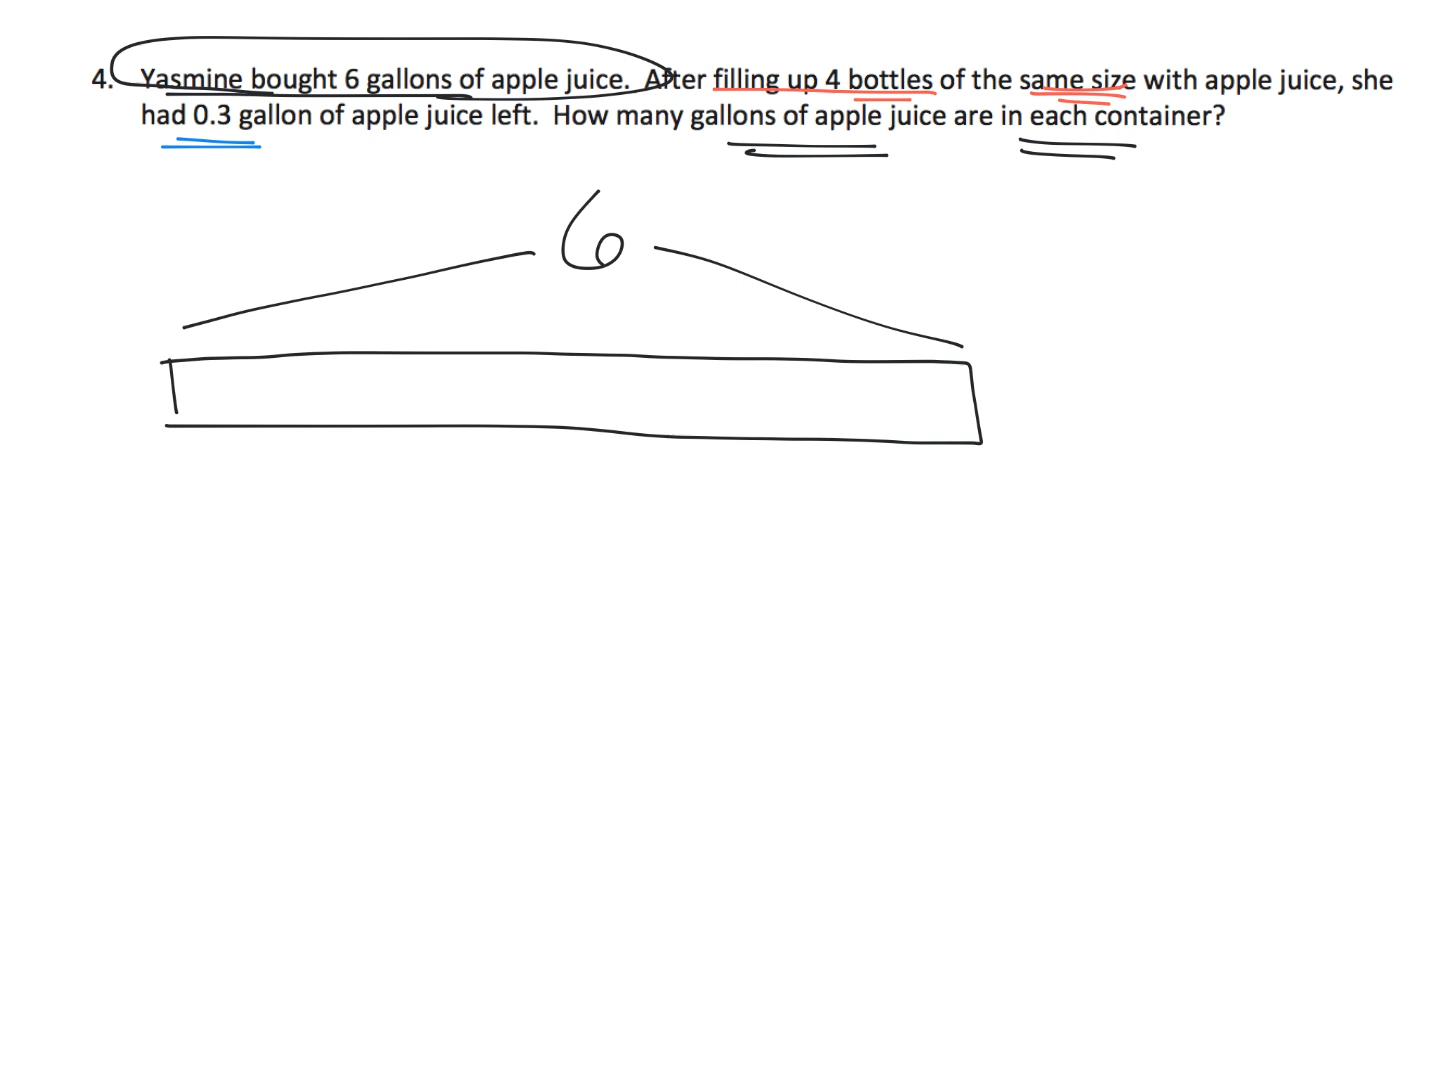 4. Yasmine bought 6 gallons of apple juice. After filling up 4 bottles of the same size with apple juice, she
had 0.3 gallon of apple juice left. How many gallons of apple juice are in each container?
6